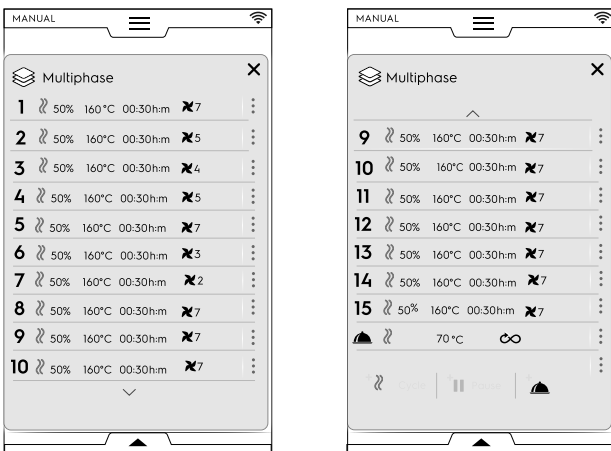 MANUAL
Multiphase
1 50% 160°C 00:30h:m 7
2 50% 160°C 00:30h:m 5
3 50% 160°C 00:30h:m 4
4 50% 160°C 00:30h:m 5
5 50% 160°C 00:30h:m 7
6 50% 160°C 00:30h:m 3
7 50% 160°C 00:30h:m 2
8 50% 160°C 00:30h:m 7
9 50% 160°C 00:30h:m 7
10 50% 160°C 00:30h:m 7
MANUAL
Multiphase
9 50% 160°C 00:30h:m 7
10 50% 160°C 00:30h:m 7
11 50% 160°C 00:30h:m 7
12 50% 160°C 00:30h:m 7
13 50% 160°C 00:30h:m 7
14 50% 160°C 00:30h:m 7
15 50% 160°C 00:30h:m 7
70°C
Cycle Pause